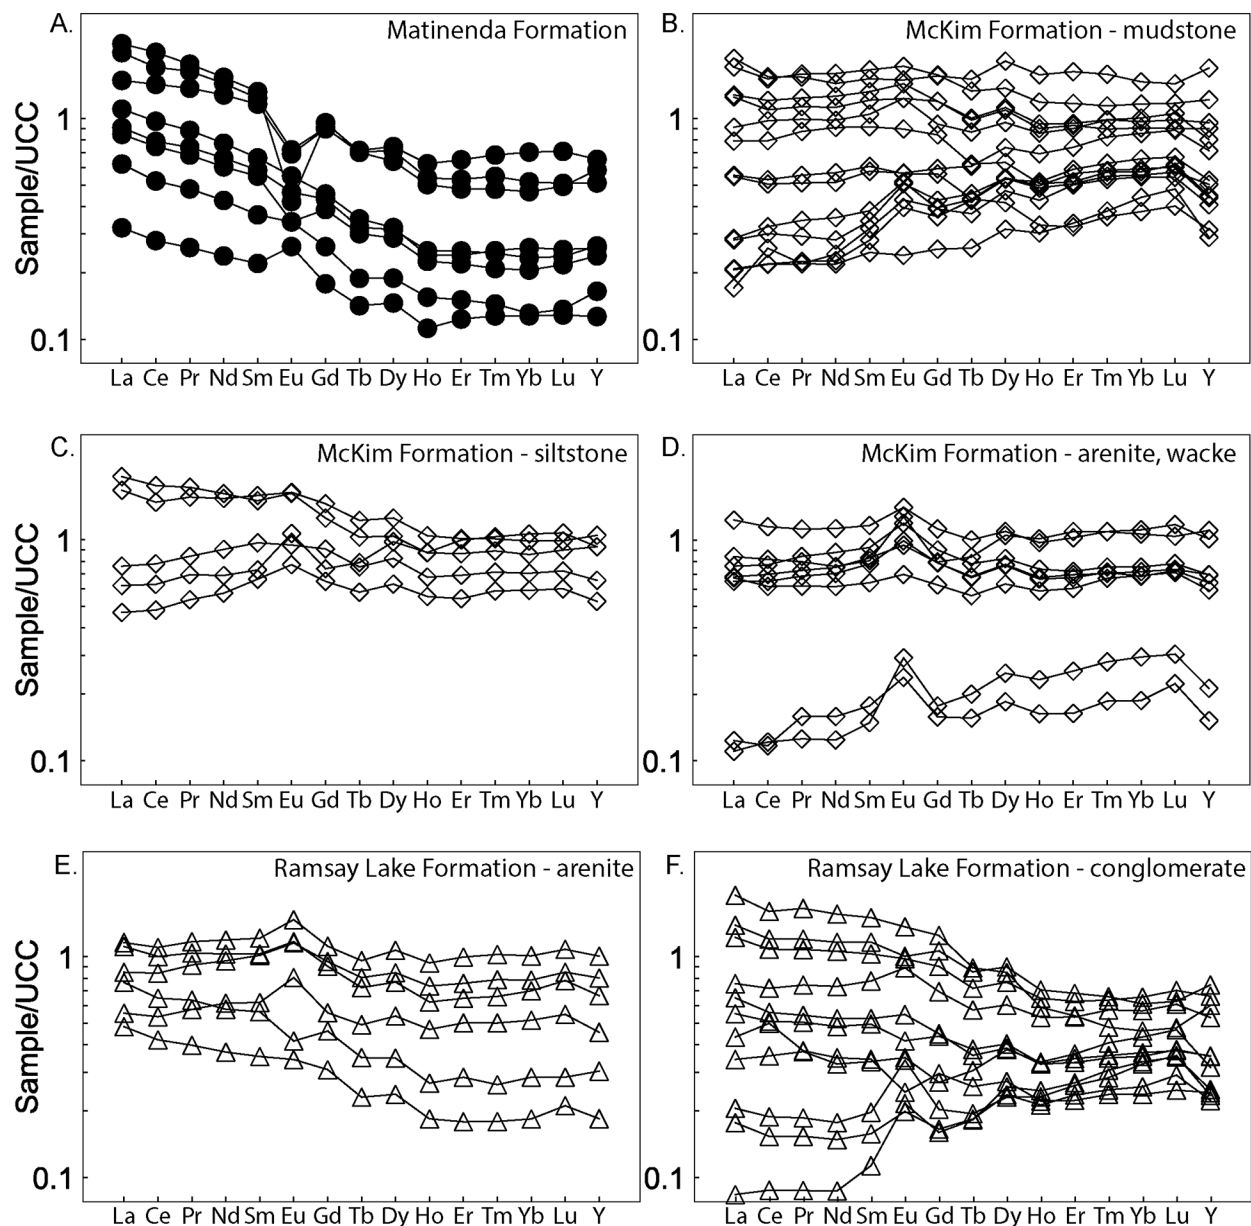 A. Matinenda Formation
B. McKim Formation - mudstone
Sample/UCC
1
0.1
La Ce Pr Nd Sm Eu Gd Tb Dy Ho Er Tm Yb Lu Y
La Ce Pr Nd Sm Eu Gd Tb Dy Ho Er Tm Yb Lu Y
C. McKim Formation - siltstone
D. McKim Formation - arenite, wacke
Sample/UCC
1
0.1
1
0.1
La Ce Pr Nd Sm Eu Gd Tb Dy Ho Er Tm Yb Lu Y
La Ce Pr Nd Sm Eu Gd Tb Dy Ho Er Tm Yb Lu Y
E. Ramsay Lake Formation - arenite
F. Ramsay Lake Formation - conglomerate
Sample/UCC
1
0.1
1
0.1
La Ce Pr Nd Sm Eu Gd Tb Dy Ho Er Tm Yb Lu Y
La Ce Pr Nd Sm Eu Gd Tb Dy Ho Er Tm Yb Lu Y